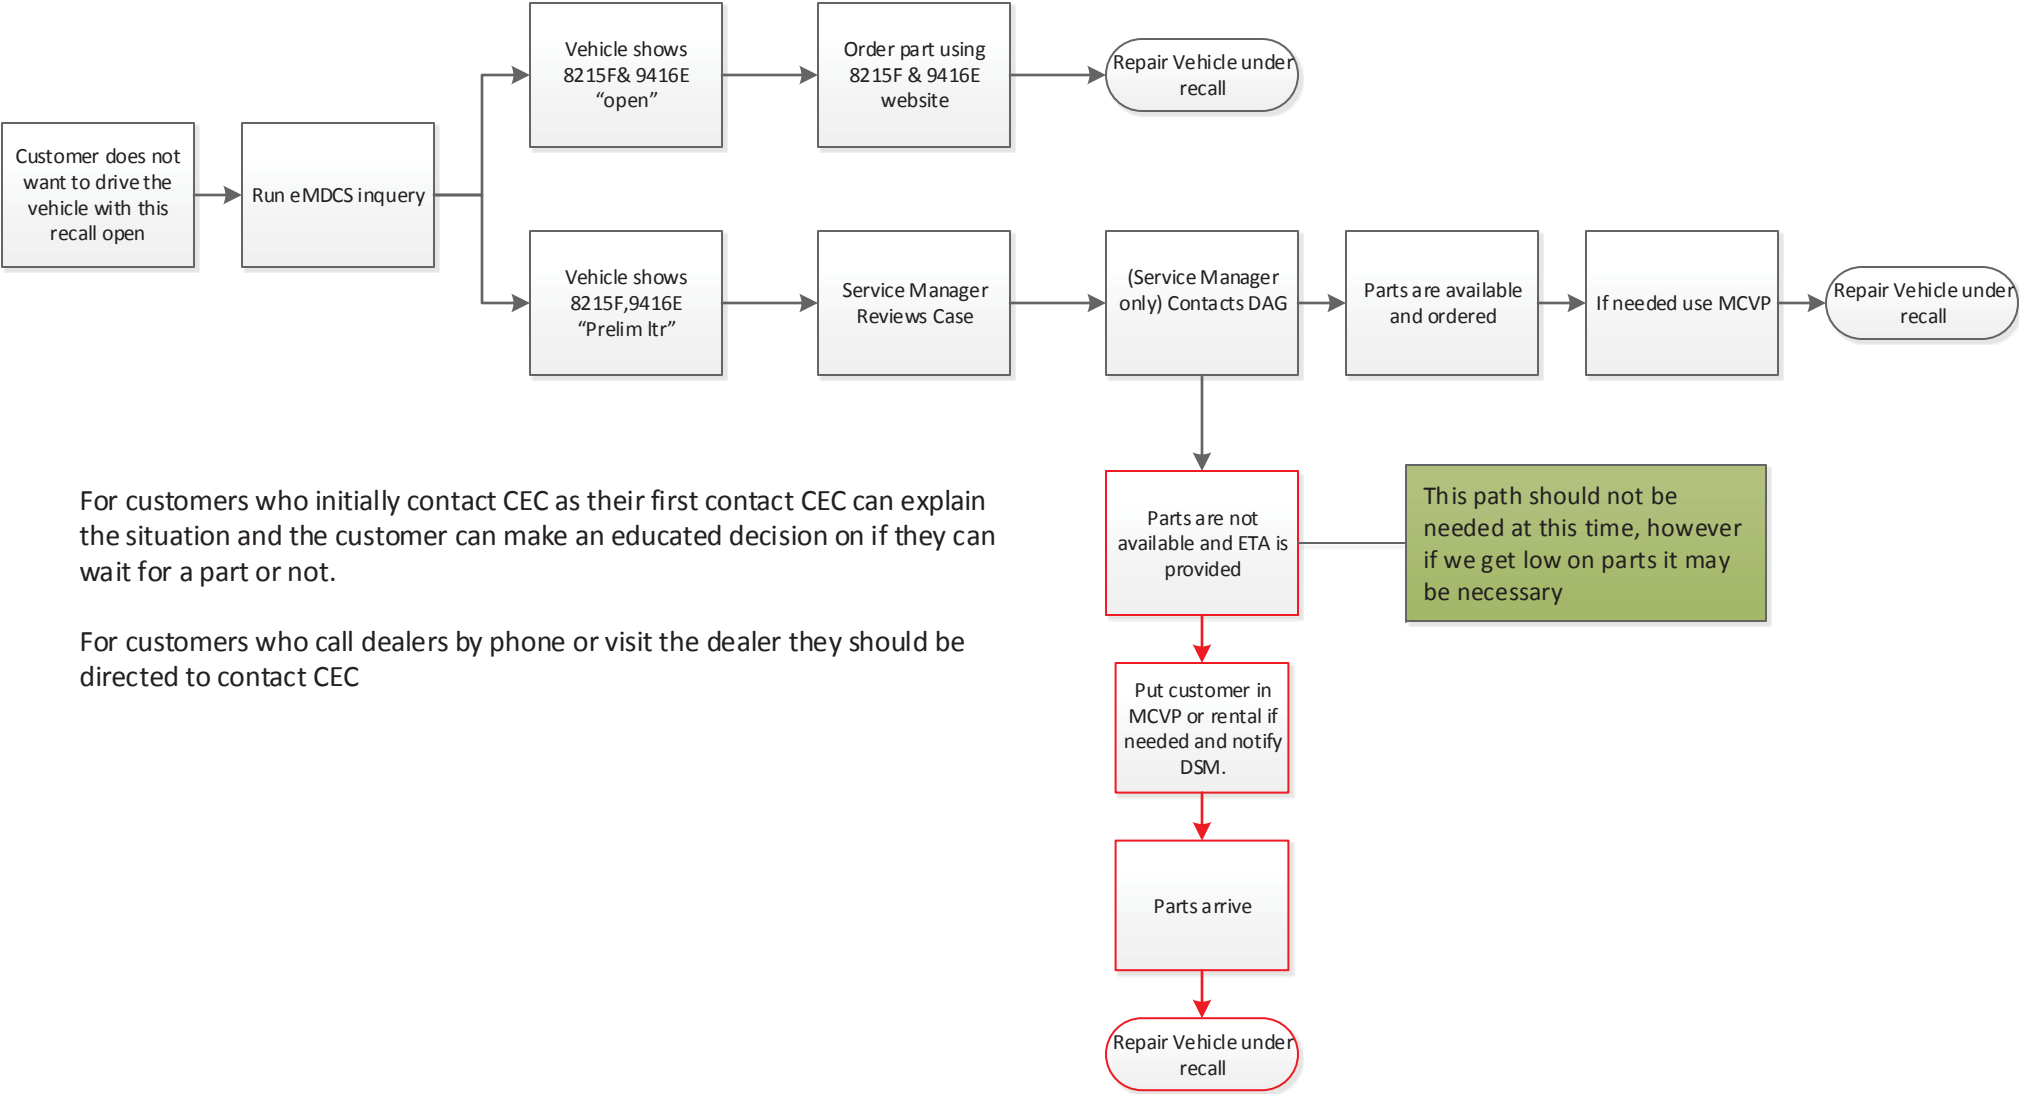 Vehicle shows
8215F& 9416E
“open”
Order part using
8215F & 9416E
website
Repair Vehicle under
recall
Customer does not
want to drive the
vehicle with this
recall open
Run eMDCS inquery
Vehicle shows
8215F,9416E
“Prelim ltr”
Service Manager
Reviews Case
(Service Manager
only) Contacts DAG
Parts are available
and ordered
If needed use MCVP
Repair Vehicle under
recall
For customers who initially contact CEC as their first contact CEC can explain
the situation and the customer can make an educated decision on if they can
wait for a part or not.
For customers who call dealers by phone or visit the dealer they should be
directed to contact CEC
Parts are not
available and ETA is
provided
This path should not be
needed at this time, however
if we get low on parts it may
be necessary
Put customer in
MCVP or rental if
needed and notify
DSM.
Parts arrive
Repair Vehicle under
recall